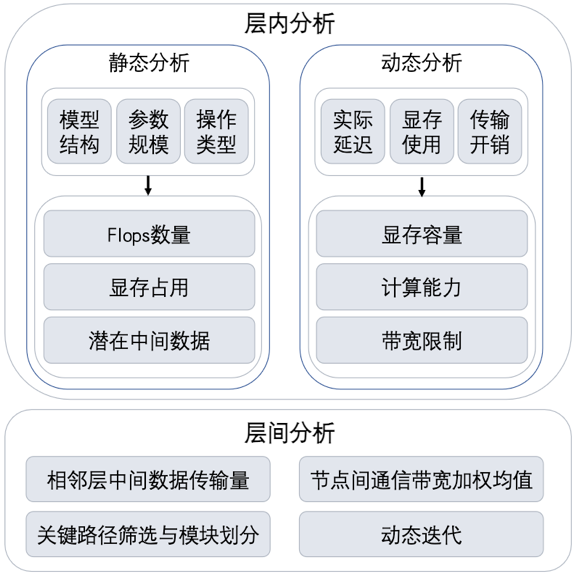 层内分析
静态分析
模型
结构
参数
规模
操作
类型
Flops数量
显存占用
潜在中间数据
动态分析
实际
延迟
显存
使用
传输
开销
显存容量
计算能力
带宽限制
层间分析
相邻层中间数据传输量
节点间通信带宽加权均值
关键路径筛选与模块划分
动态迭代